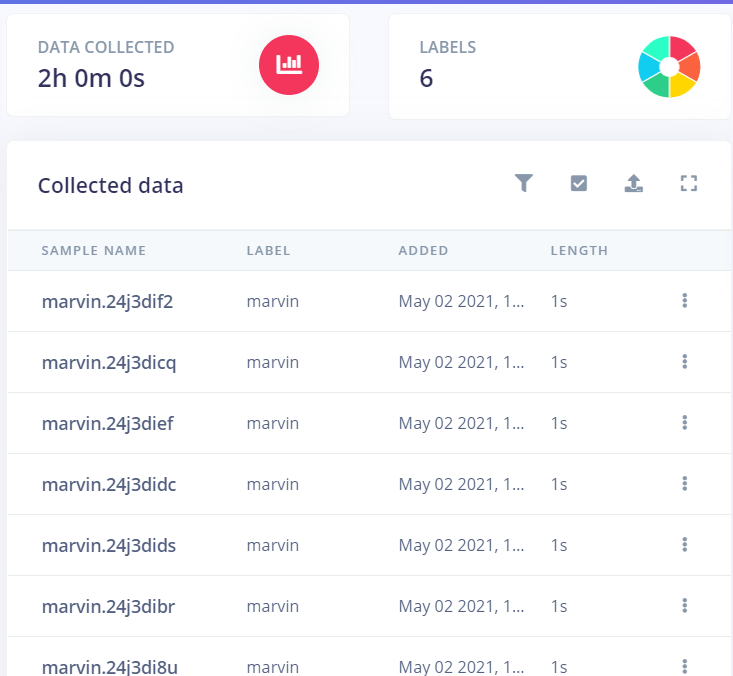 DATA COLLECTED
2h 0m 0s
LABELS
6
Collected data
SAMPLE NAME LABEL ADDED LENGTH
marvin.24j3dif2 marvin May 02 2021, 1... 1s
marvin.24j3dicq marvin May 02 2021, 1... 1s
marvin.24j3dief marvin May 02 2021, 1... 1s
marvin.24j3didc marvin May 02 2021, 1... 1s
marvin.24j3dids marvin May 02 2021, 1... 1s
marvin.24j3dibr marvin May 02 2021, 1... 1s
marvin.24j3di8u marvin May 02 2021, 1... 1s